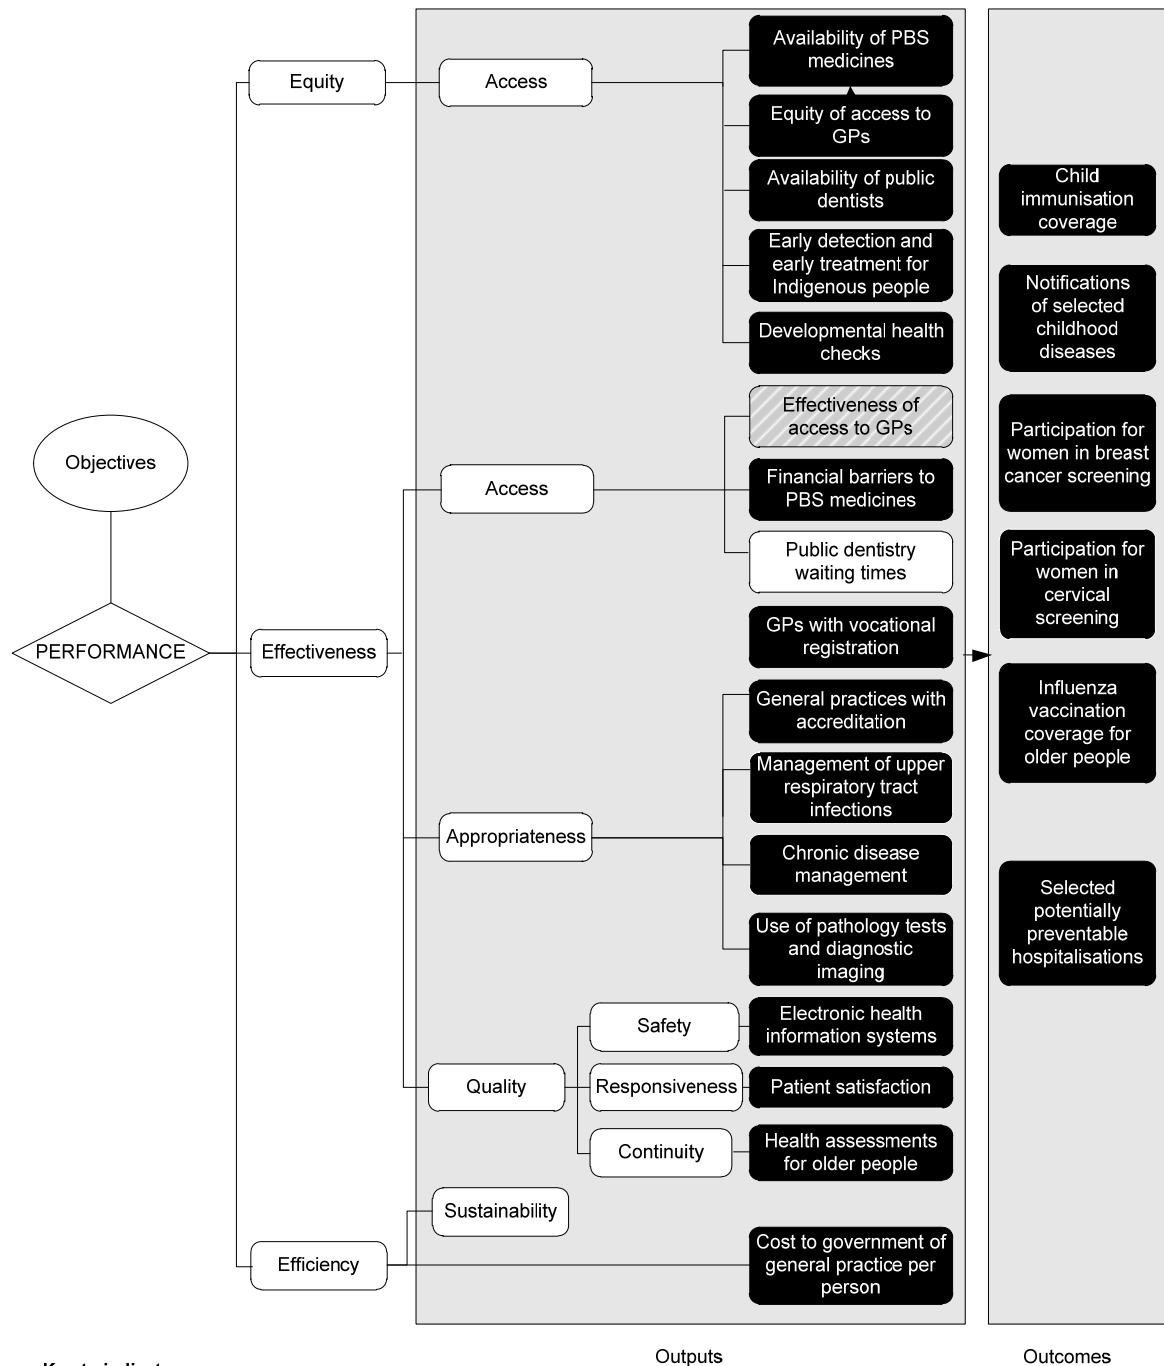 Availability of PBS
medicines
Equity
Access
Equity of access to
GPs
Availability of public
dentists
Early detection and
early treatment for
Indigenous people
Developmental health
checks
Child
immunisation
coverage
Notifications
of selected
childhood
diseases
Objectives
Effectiveness of
access to GPs
Access
Financial barriers to
PBS medicines
Public dentistry
waiting times
Participation for
women in breast
cancer screening
Participation for
women in
cervical
screening
PERFORMANCE
Effectiveness
GPs with vocational
registration
General practices with
accreditation
Management of upper
respiratory tract
infections
Appropriateness
Chronic disease
management
Use of pathology tests
and diagnostic
imaging
Influenza
vaccination
coverage for
older people
Selected
potentially
preventable
hospitalisations
Quality
Safety
Electronic health
information systems
Responsiveness
Patient satisfaction
Continuity
Health assessments
for older people
Sustainability
Efficiency
Cost to government of
general practice per
person
Outputs
Outcomes